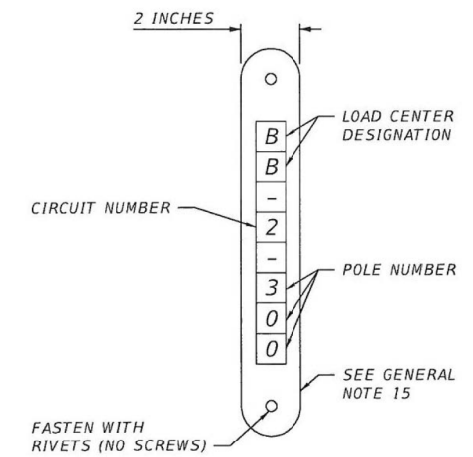 2 INCHES
LOAD CENTER
DESIGNATION
B
B
-
CIRCUIT NUMBER
2
-
3
POLE NUMBER
0
0
SEE GENERAL
NOTE 15
FASTEN WITH
RIVETS (NO SCREWS)